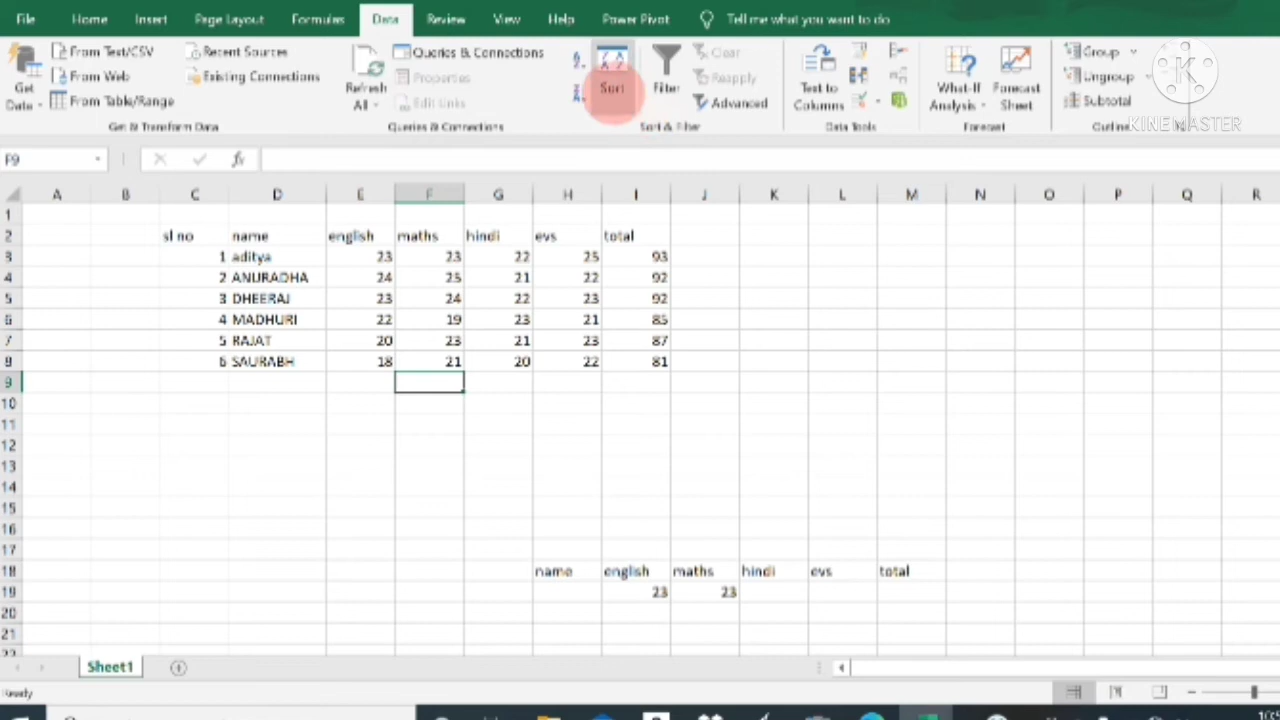 File Home Insert Page Layout Formulas Data Review View Help Power Pivot Tell me what you want to do
From Text/CSV Recent Sources Queries & Connections Clear Group
Get Data From Web Existing Connections Refresh All Properties Sort Filter Reapply Text to Columns What-If Analysis Forecast Sheet Ungroup
From Table/Range Edit Links Advanced Subtotal
Get & Transform Data Queries & Connections Sort & Filter Data Tools Forecast
K
KINEMASTER
F9 fx
A B C D E F G H I J K L M N O P Q R
1
2 sl no name english maths hindi evs total
3 1 aditya 23 23 22 25 93
4 2 ANURADHA 24 25 21 22 92
5 3 DHEERAJ 23 24 22 23 92
6 4 MADHURI 22 19 23 21 85
7 5 RAJAT 20 23 21 23 87
8 6 SAURABH 18 21 20 22 81
9
10
11
12
13
14
15
16
17
18 name english maths hindi evs total
19 23 23
20
21
22
Sheet1
Ready